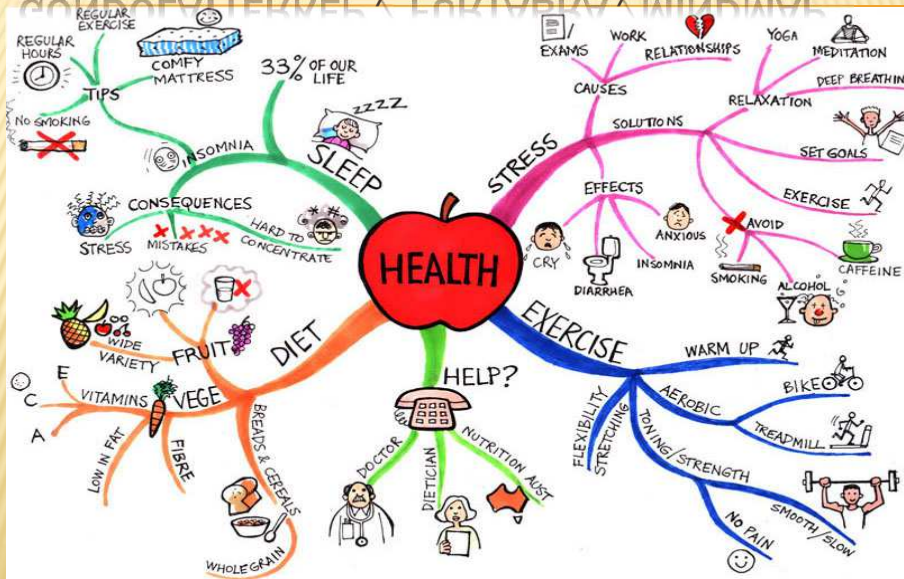 HEALTH
SLEEP
33% OF OUR
LIFE
ZZZZ
INSOMNIA
TIPS
REGULAR
EXERCISE
REGULAR
HOURS
COMFY
MATTRESS
NO SMOKING
CONSEQUENCES
STRESS
MISTAKES
HARD TO
CONCENTRATE
STRESS
CAUSES
EXAMS
WORK
RELATIONSHIPS
SOLUTIONS
RELAXATION
YOGA
MEDITATION
DEEP BREATHIN
SET GOALS
EXERCISE
AVOID
SMOKING
ALCOHOL
CAFFEINE
EFFECTS
CRY
DIARRHEA
INSOMNIA
ANXIOUS
DIET
FRUIT
WIDE
VARIETY
VEGE
VITAMINS
E
C
A
LOW IN FAT
FIBRE
BREADS & CEREALS
WHOLEGRAIN
HELP?
DOCTOR
DIETICIAN
NUTRITION AUST
EXERCISE
WARM UP
AEROBIC
BIKE
TREADMILL
FLEXIBILITY
STRETCHING
TONING/STRENGTH
NO PAIN
SMOOTH/SLOW